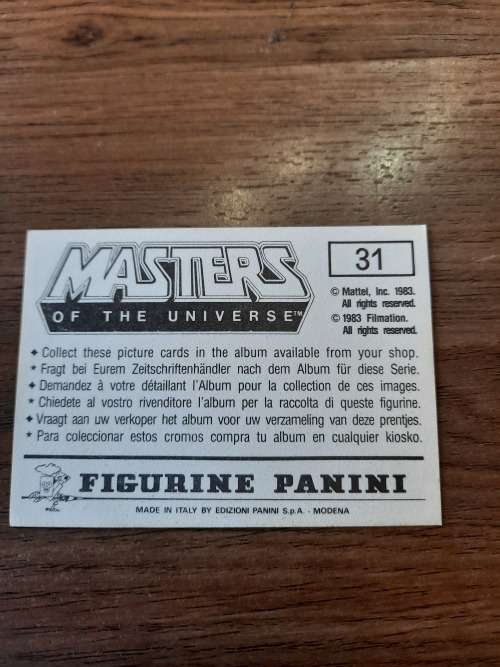 MASTERS
OF THE UNIVERSE™
31
© Mattel, Inc. 1983.
All rights reserved.
© 1983 Filmation.
All rights reserved.
✦ Collect these picture cards in the album available from your shop.
★ Fragt bei Eurem Zeitschriftenhändler nach dem Album für diese Serie.
✦ Demandez à votre détaillant l'Album pour la collection de ces images.
★ Chiedete al vostro rivenditore l'album per la raccolta di queste figurine.
✦ Vraagt aan uw verkoper het album voor uw verzameling van deze prentjes.
★ Para coleccionar estos cromos compra tu album en cualquier kiosko.
FIGURINE PANINI
MADE IN ITALY BY EDIZIONI PANINI S.p.A. - MODENA